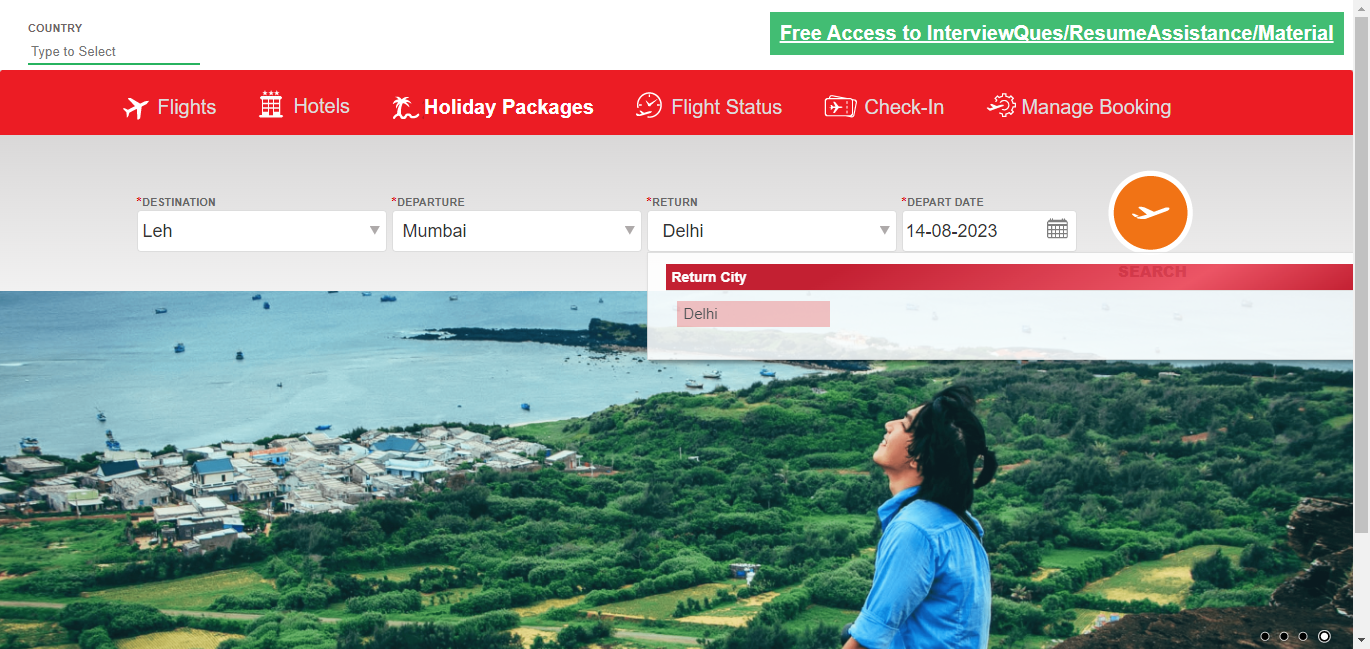 COUNTRY
Type to Select
Free Access to InterviewQues/ResumeAssistance/Material
Flights
Hotels
Holiday Packages
Flight Status
Check-In
Manage Booking
*DESTINATION
*DEPARTURE
*RETURN
*DEPART DATE
Leh
Mumbai
Delhi
14-08-2023
SEARCH
Return City
Delhi